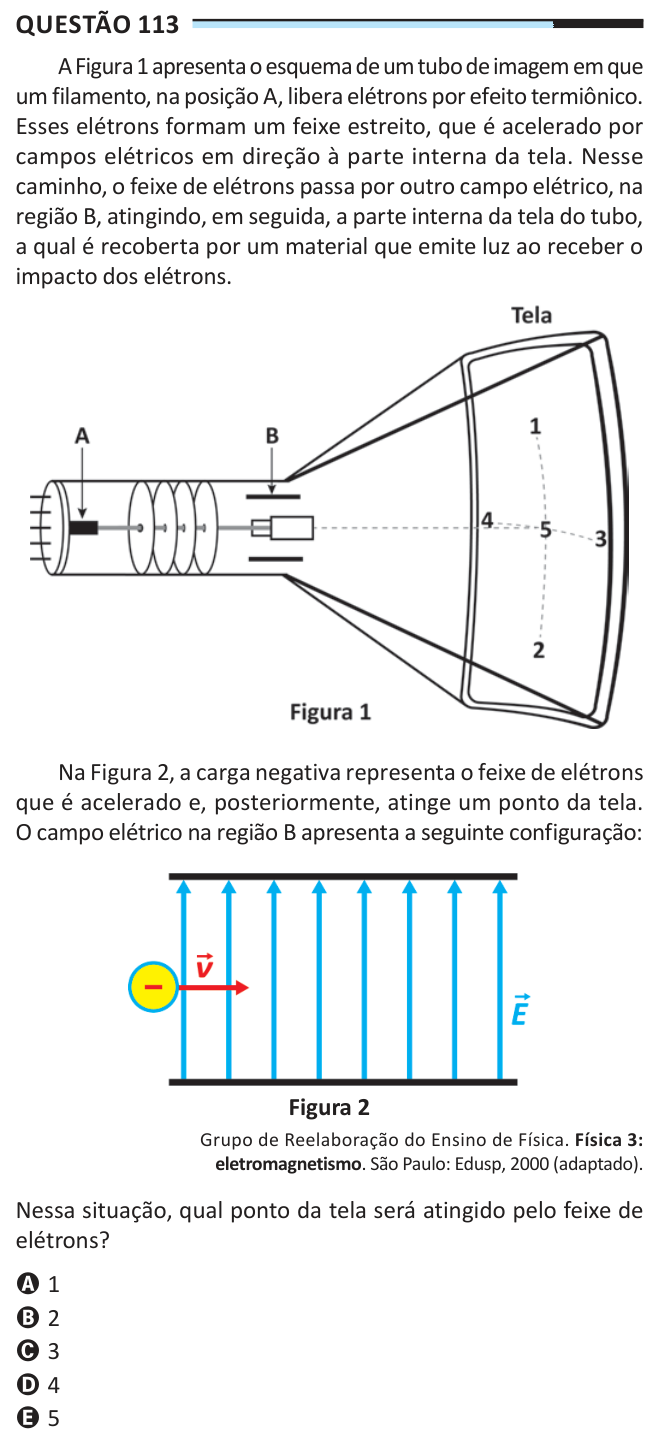 QUESTÃO 113
A Figura 1 apresenta o esquema de um tubo de imagem em que
um filamento, na posição A, libera elétrons por efeito termiônico.
Esses elétrons formam um feixe estreito, que é acelerado por
campos elétricos em direção à parte interna da tela. Nesse
caminho, o feixe de elétrons passa por outro campo elétrico, na
região B, atingindo, em seguida, a parte interna da tela do tubo,
a qual é recoberta por um material que emite luz ao receber o
impacto dos elétrons.
Tela
A
B
1
4
5
3
2
Figura 1
Na Figura 2, a carga negativa representa o feixe de elétrons
que é acelerado e, posteriormente, atinge um ponto da tela.
O campo elétrico na região B apresenta a seguinte configuração:
v
−
E
Figura 2
Grupo de Reelaboração do Ensino de Física. Física 3:
eletromagnetismo. São Paulo: Edusp, 2000 (adaptado).
Nessa situação, qual ponto da tela será atingido pelo feixe de
elétrons?
A 1
B 2
C 3
D 4
E 5